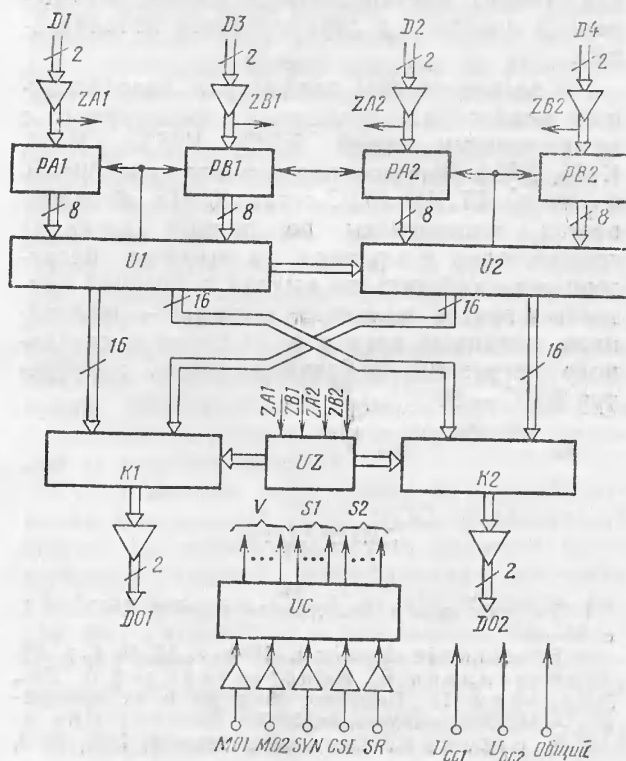 D1 D3 D2 D4
2 2 2 2
ZA1 ZB1 ZA2 ZB2
PA1 PB1 PA2 PB2
8 8 8 8
U1 U2
16 16
16 16
ZA1 ZB1 ZA2 ZB2
K1 UZ K2
V S1 S2
... ... ...
2 UC 2
DO1 DO2
MO1 MO2 SYN CSE SR UCC1 UCC2 Общий